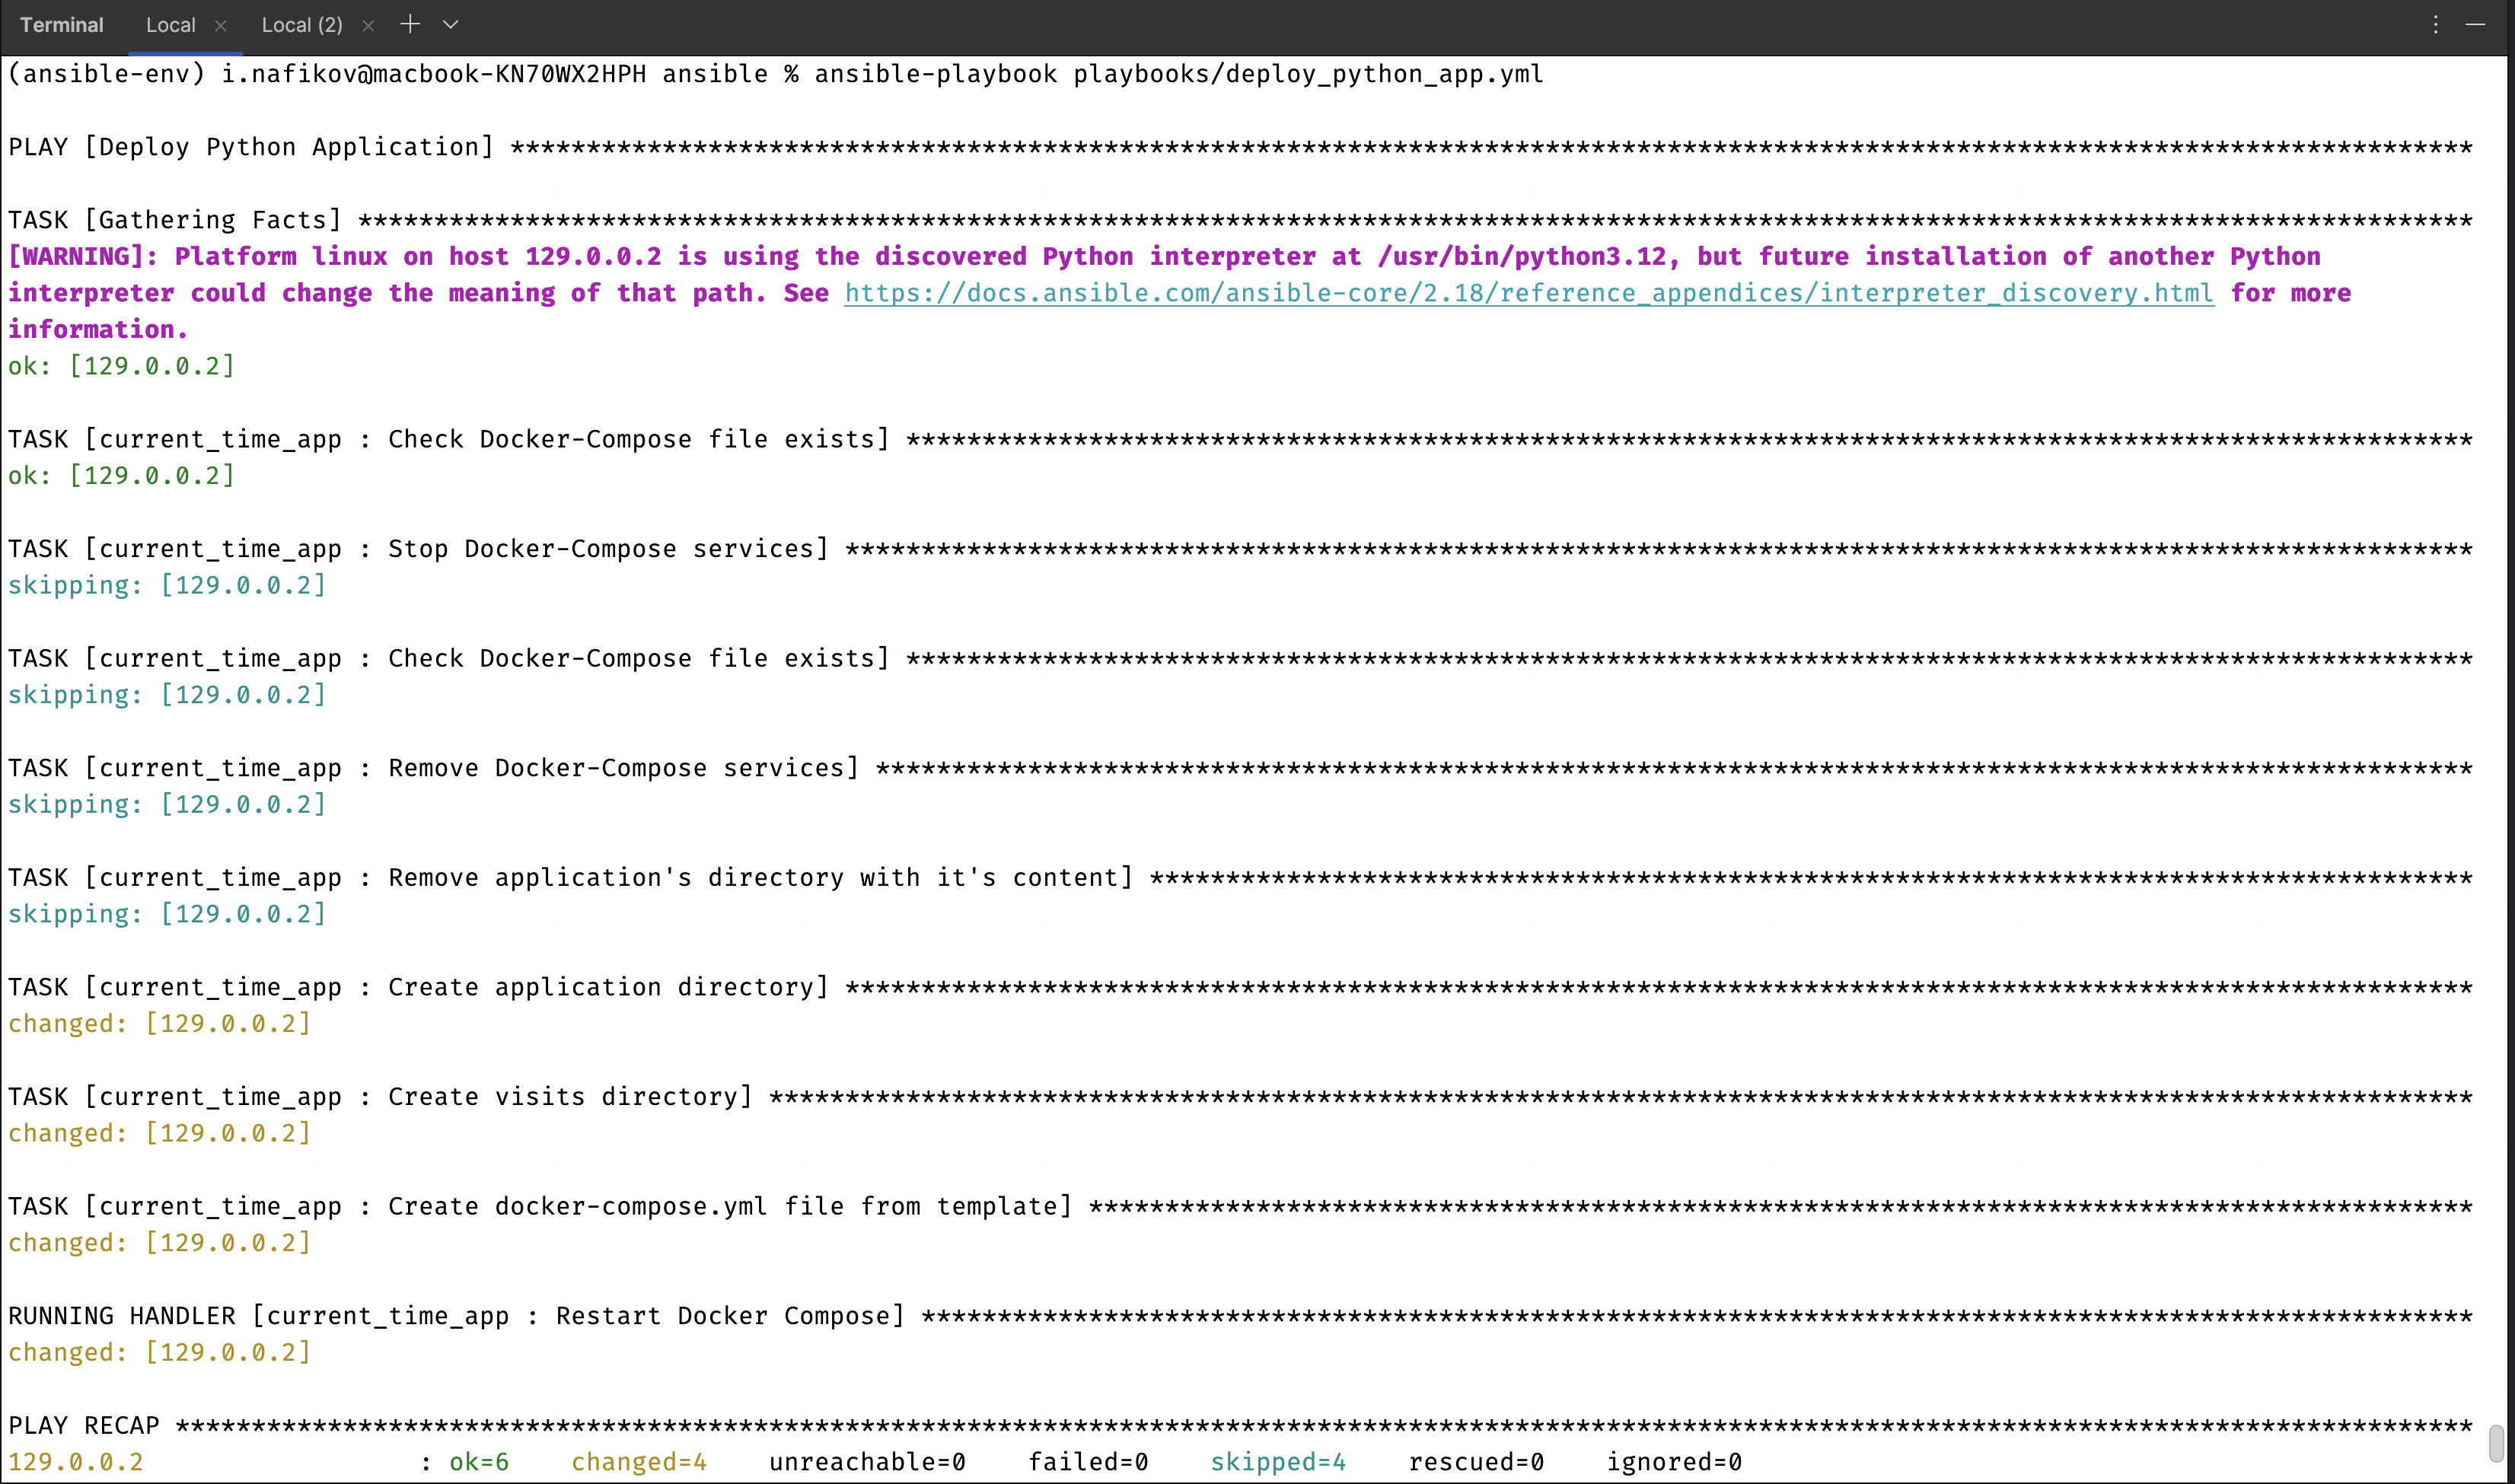 Terminal Local × Local (2) ×
(ansible-env) i.nafikov@macbook-KN70WX2HPH ansible % ansible-playbook playbooks/deploy_python_app.yml
PLAY [Deploy Python Application] *********************************************************************************************************************************
TASK [Gathering Facts] *******************************************************************************************************************************************
[WARNING]: Platform linux on host 129.0.0.2 is using the discovered Python interpreter at /usr/bin/python3.12, but future installation of another Python
interpreter could change the meaning of that path. See https://docs.ansible.com/ansible-core/2.18/reference_appendices/interpreter_discovery.html for more
information.
ok: [129.0.0.2]
TASK [current_time_app : Check Docker-Compose file exists] *******************************************************************************************************
ok: [129.0.0.2]
TASK [current_time_app : Stop Docker-Compose services] ***********************************************************************************************************
skipping: [129.0.0.2]
TASK [current_time_app : Check Docker-Compose file exists] *******************************************************************************************************
skipping: [129.0.0.2]
TASK [current_time_app : Remove Docker-Compose services] *********************************************************************************************************
skipping: [129.0.0.2]
TASK [current_time_app : Remove application's directory with it's content] ***************************************************************************************
skipping: [129.0.0.2]
TASK [current_time_app : Create application directory] ***********************************************************************************************************
changed: [129.0.0.2]
TASK [current_time_app : Create visits directory] ****************************************************************************************************************
changed: [129.0.0.2]
TASK [current_time_app : Create docker-compose.yml file from template] *******************************************************************************************
changed: [129.0.0.2]
RUNNING HANDLER [current_time_app : Restart Docker Compose] ******************************************************************************************************
changed: [129.0.0.2]
PLAY RECAP *******************************************************************************************************************************************************
129.0.0.2 : ok=6 changed=4 unreachable=0 failed=0 skipped=4 rescued=0 ignored=0